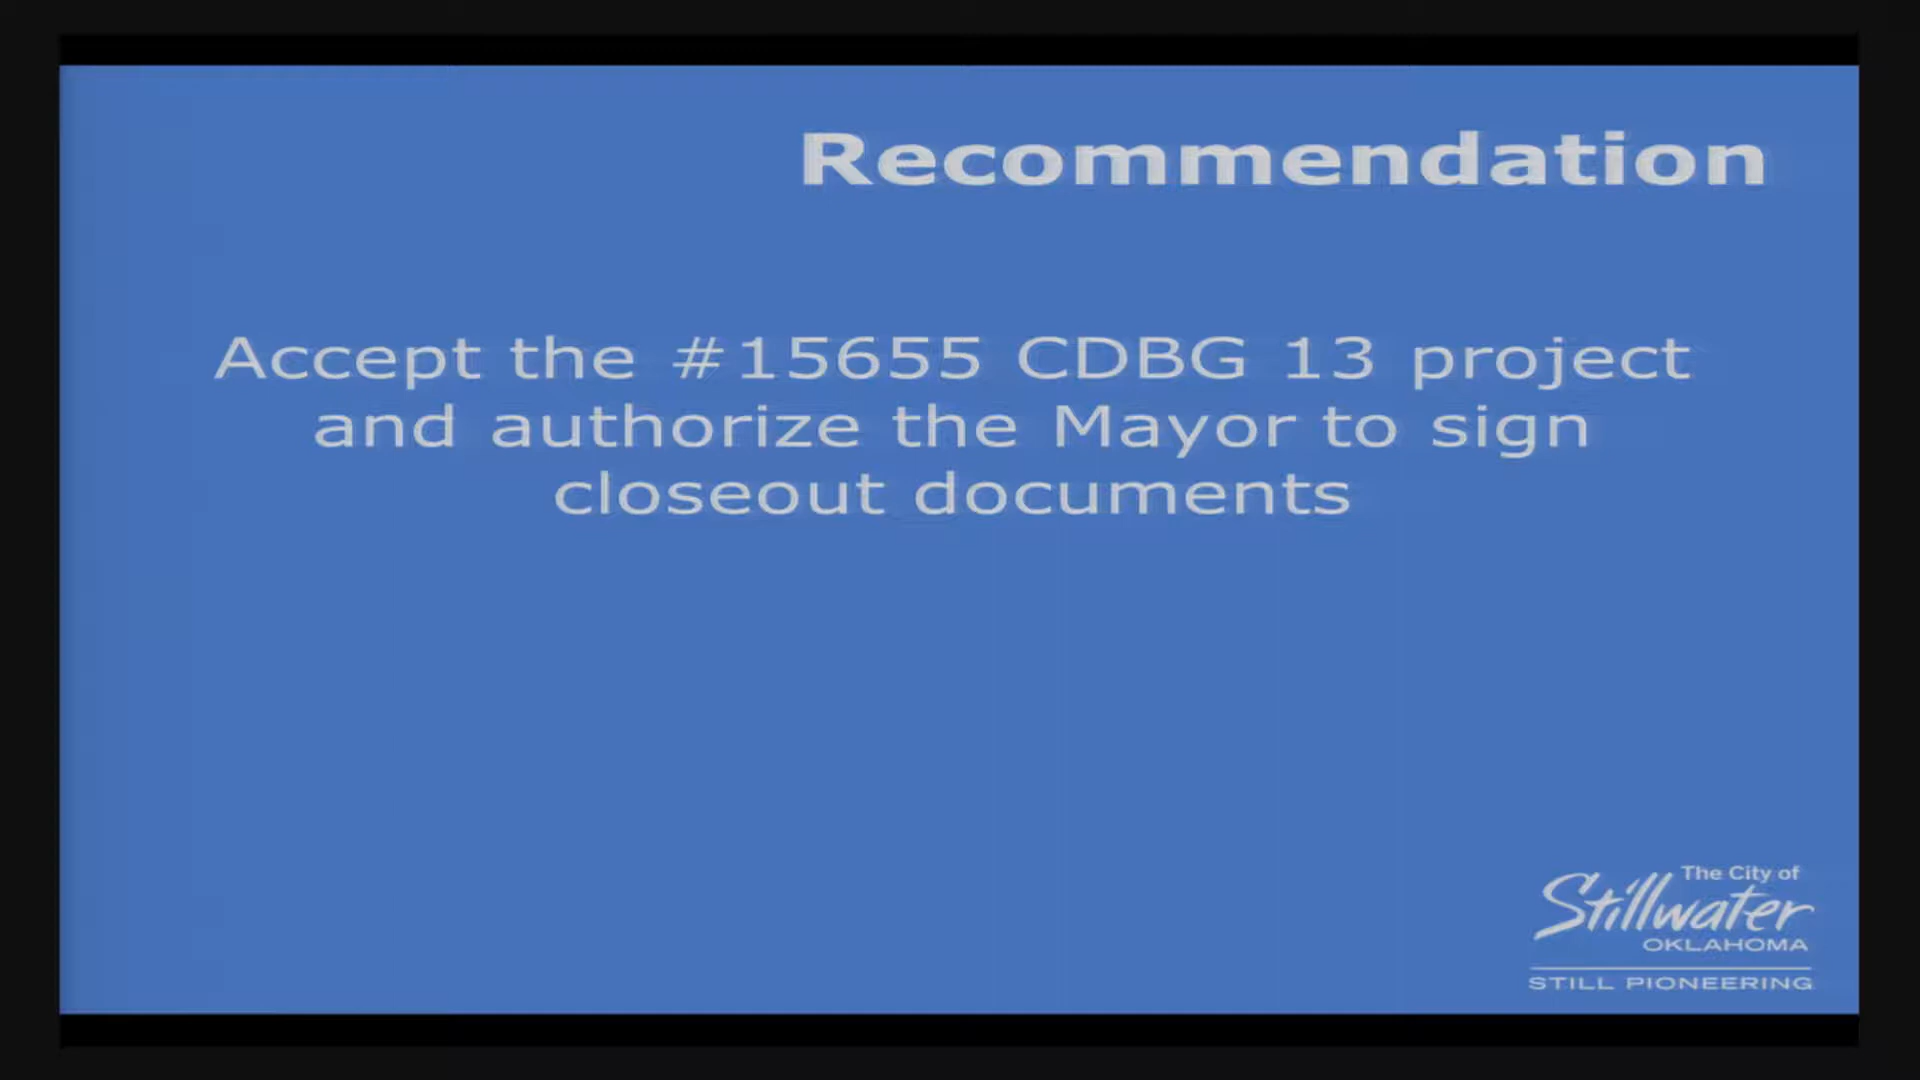 Recommendation
Accept the #15655 CDBG 13 project
and authorize the Mayor to sign
closeout documents
The City of
Stillwater
OKLAHOMA
STILL PIONEERING